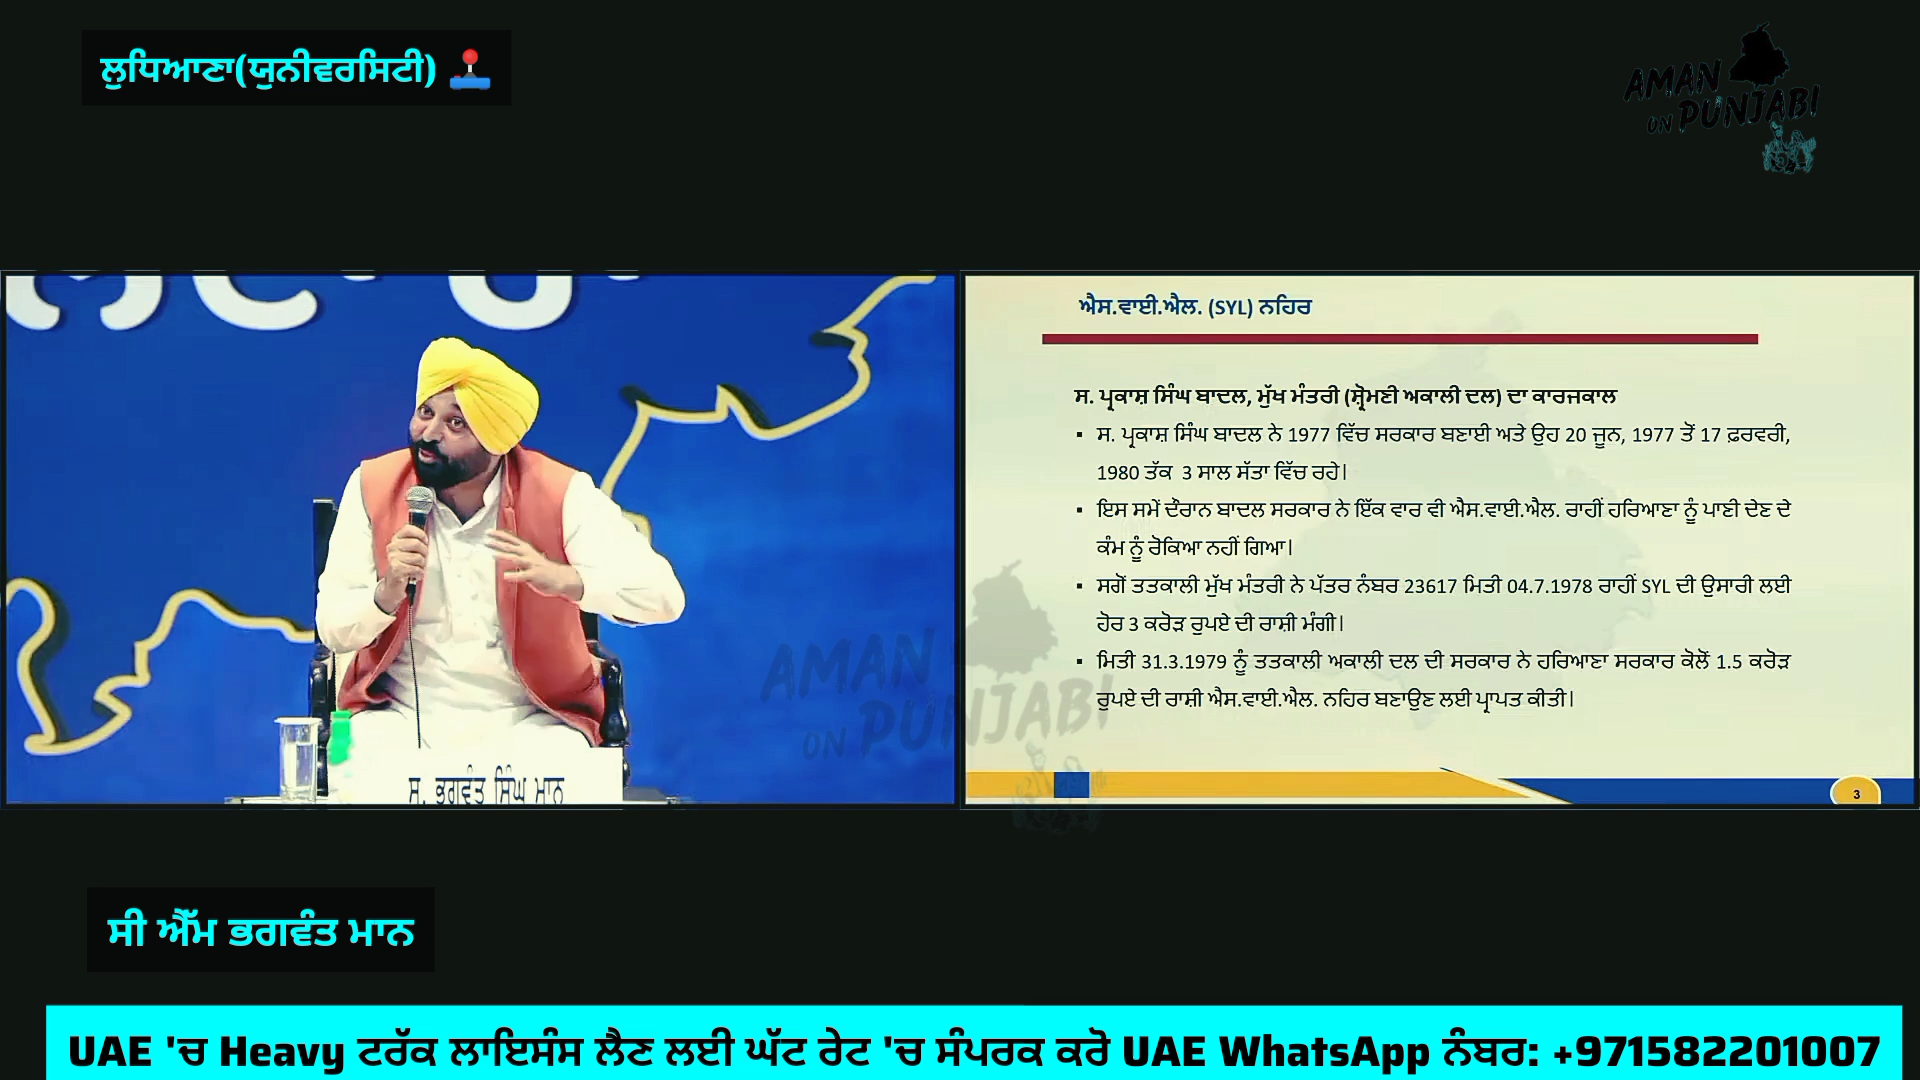 ਲੁਧਿਆਣਾ(ਯੁਨੀਵਰਸਿਟੀ)
AMAN
ON PUNJABI
ਐਸ.ਵਾਈ.ਐਲ. (SYL) ਨਹਿਰ
ਸ. ਪ੍ਰਕਾਸ਼ ਸਿੰਘ ਬਾਦਲ, ਮੁੱਖ ਮੰਤਰੀ (ਸ਼੍ਰੋਮਣੀ ਅਕਾਲੀ ਦਲ) ਦਾ ਕਾਰਜਕਾਲ
▪ ਸ. ਪ੍ਰਕਾਸ਼ ਸਿੰਘ ਬਾਦਲ ਨੇ 1977 ਵਿੱਚ ਸਰਕਾਰ ਬਣਾਈ ਅਤੇ ਉਹ 20 ਜੂਨ, 1977 ਤੋਂ 17 ਫ਼ਰਵਰੀ,
1980 ਤੱਕ 3 ਸਾਲ ਸੱਤਾ ਵਿੱਚ ਰਹੇ।
▪ ਇਸ ਸਮੇਂ ਦੌਰਾਨ ਬਾਦਲ ਸਰਕਾਰ ਨੇ ਇੱਕ ਵਾਰ ਵੀ ਐਸ.ਵਾਈ.ਐਲ. ਰਾਹੀਂ ਹਰਿਆਣਾ ਨੂੰ ਪਾਣੀ ਦੇਣ ਦੇ
ਕੰਮ ਨੂੰ ਰੋਕਿਆ ਨਹੀਂ ਗਿਆ।
▪ ਸਗੋਂ ਤਤਕਾਲੀ ਮੁੱਖ ਮੰਤਰੀ ਨੇ ਪੱਤਰ ਨੰਬਰ 23617 ਮਿਤੀ 04.7.1978 ਰਾਹੀਂ SYL ਦੀ ਉਸਾਰੀ ਲਈ
ਹੋਰ 3 ਕਰੋੜ ਰੁਪਏ ਦੀ ਰਾਸ਼ੀ ਮੰਗੀ।
▪ ਮਿਤੀ 31.3.1979 ਨੂੰ ਤਤਕਾਲੀ ਅਕਾਲੀ ਦਲ ਦੀ ਸਰਕਾਰ ਨੇ ਹਰਿਆਣਾ ਸਰਕਾਰ ਕੋਲੋਂ 1.5 ਕਰੋੜ
ਰੁਪਏ ਦੀ ਰਾਸ਼ੀ ਐਸ.ਵਾਈ.ਐਲ. ਨਹਿਰ ਬਣਾਉਣ ਲਈ ਪ੍ਰਾਪਤ ਕੀਤੀ।
AMAN
ON PUNJABI
ਸ. ਭਗਵੰਤ ਸਿੰਘ ਮਾਨ
3
ਸੀ ਐੱਮ ਭਗਵੰਤ ਮਾਨ
UAE 'ਚ Heavy ਟਰੱਕ ਲਾਇਸੰਸ ਲੈਣ ਲਈ ਘੱਟ ਰੇਟ 'ਚ ਸੰਪਰਕ ਕਰੋ UAE WhatsApp ਨੰਬਰ: +971582201007